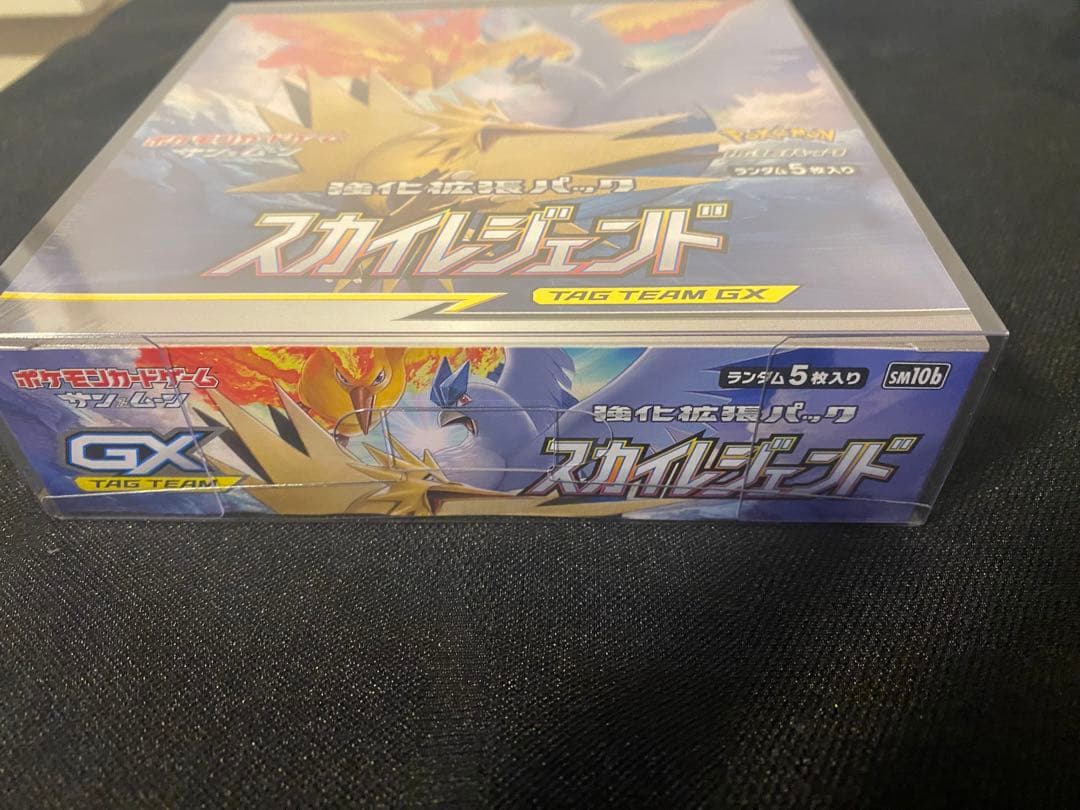 ポケモンカードゲーム
サン&ムーン
POKÉMON
ランダム5枚入り
強化拡張パック
スカイレジェンド
TAG TEAM GX
ポケモンカードゲーム
サン&ムーン
GX
TAG TEAM
ランダム5枚入り
SM10b
強化拡張パック
スカイレジェンド